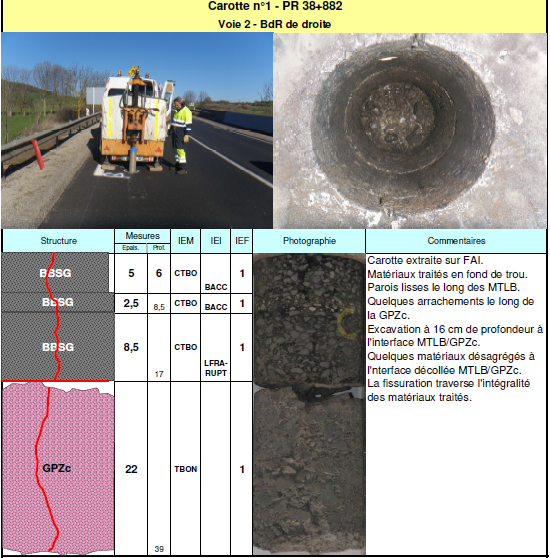 Carotte n°1 - PR 38+882
Voie 2 - BdR de droite
Structure
Mesures
Epais.
Prof.
IEM
IEI
IEF
Photographie
Commentaires
BBSG
5
6
CTBO
BACC
1
BBSG
2,5
8,5
CTBO
BACC
1
BBSG
8,5
17
CTBO
LFRA-
RUPT
1
GPZc
22
39
TBON
1
Carotte extraite sur FAI.
Matériaux traités en fond de trou.
Parois lisses le long des MTLB.
Quelques arrachements le long de
la GPZc.
Excavation à 16 cm de profondeur à
l'interface MTLB/GPZc.
Quelques matériaux désagrégés à
l'interface décollée MTLB/GPZc.
La fissuration traverse l'intégralité
des matériaux traités.